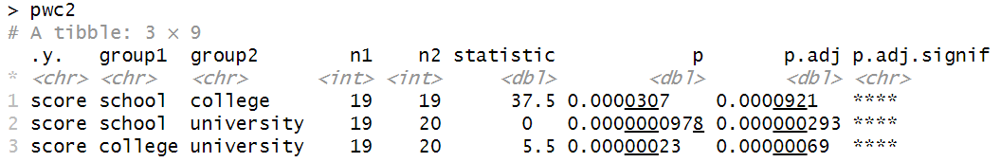 > pwc2
# A tibble: 3 × 9
.y. group1 group2 n1 n2 statistic p p.adj p.adj.signif
* <chr> <chr> <chr> <int> <int> <dbl> <dbl> <dbl> <chr>
1 score school college 19 19 37.5 0.0000307 0.0000921 ****
2 score school university 19 20 0 0.0000000978 0.000000293 ****
3 score college university 19 20 5.5 0.00000023 0.00000069 ****